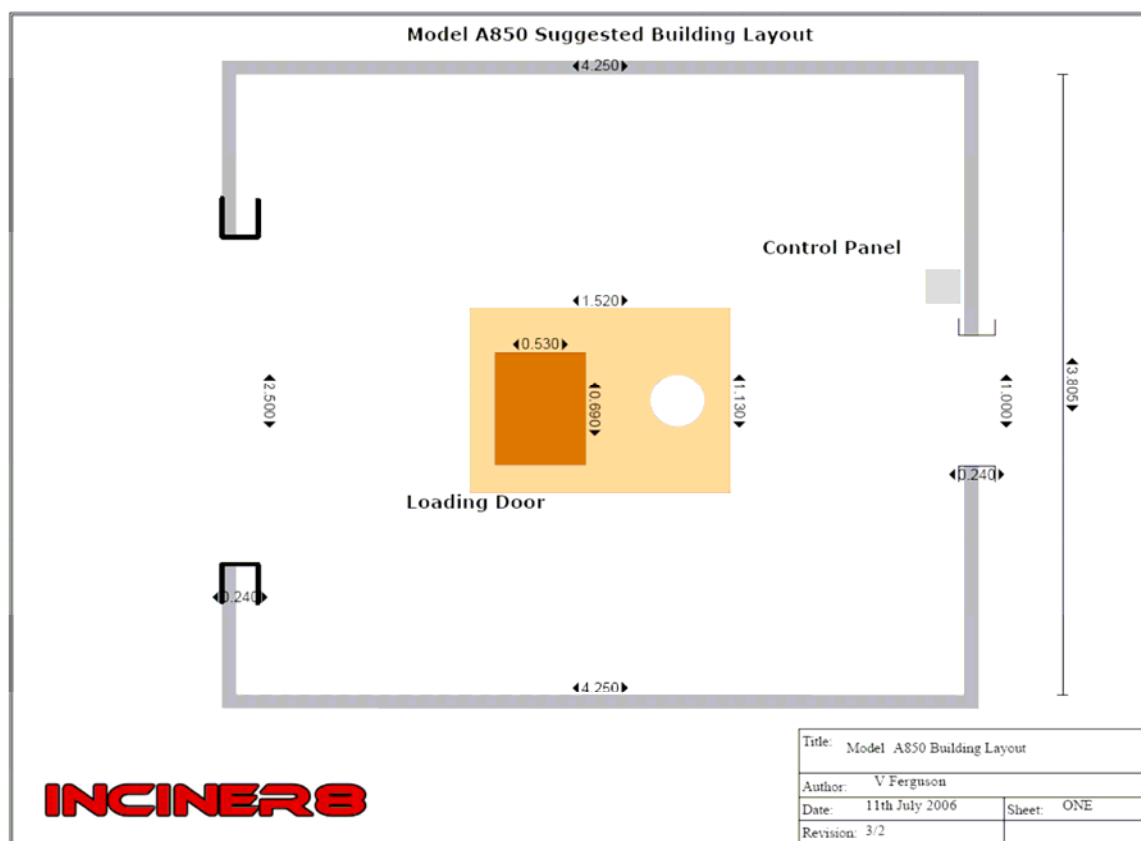 Model A850 Suggested Building Layout
4.250
Control Panel
1.520
0.530
2.500
0.690
1.130
1.000
3.805
0.240
Loading Door
0.240
4.250
INCINER8
Title: Model A850 Building Layout
Author: V Ferguson
Date: 11th July 2006 Sheet: ONE
Revision: 3/2